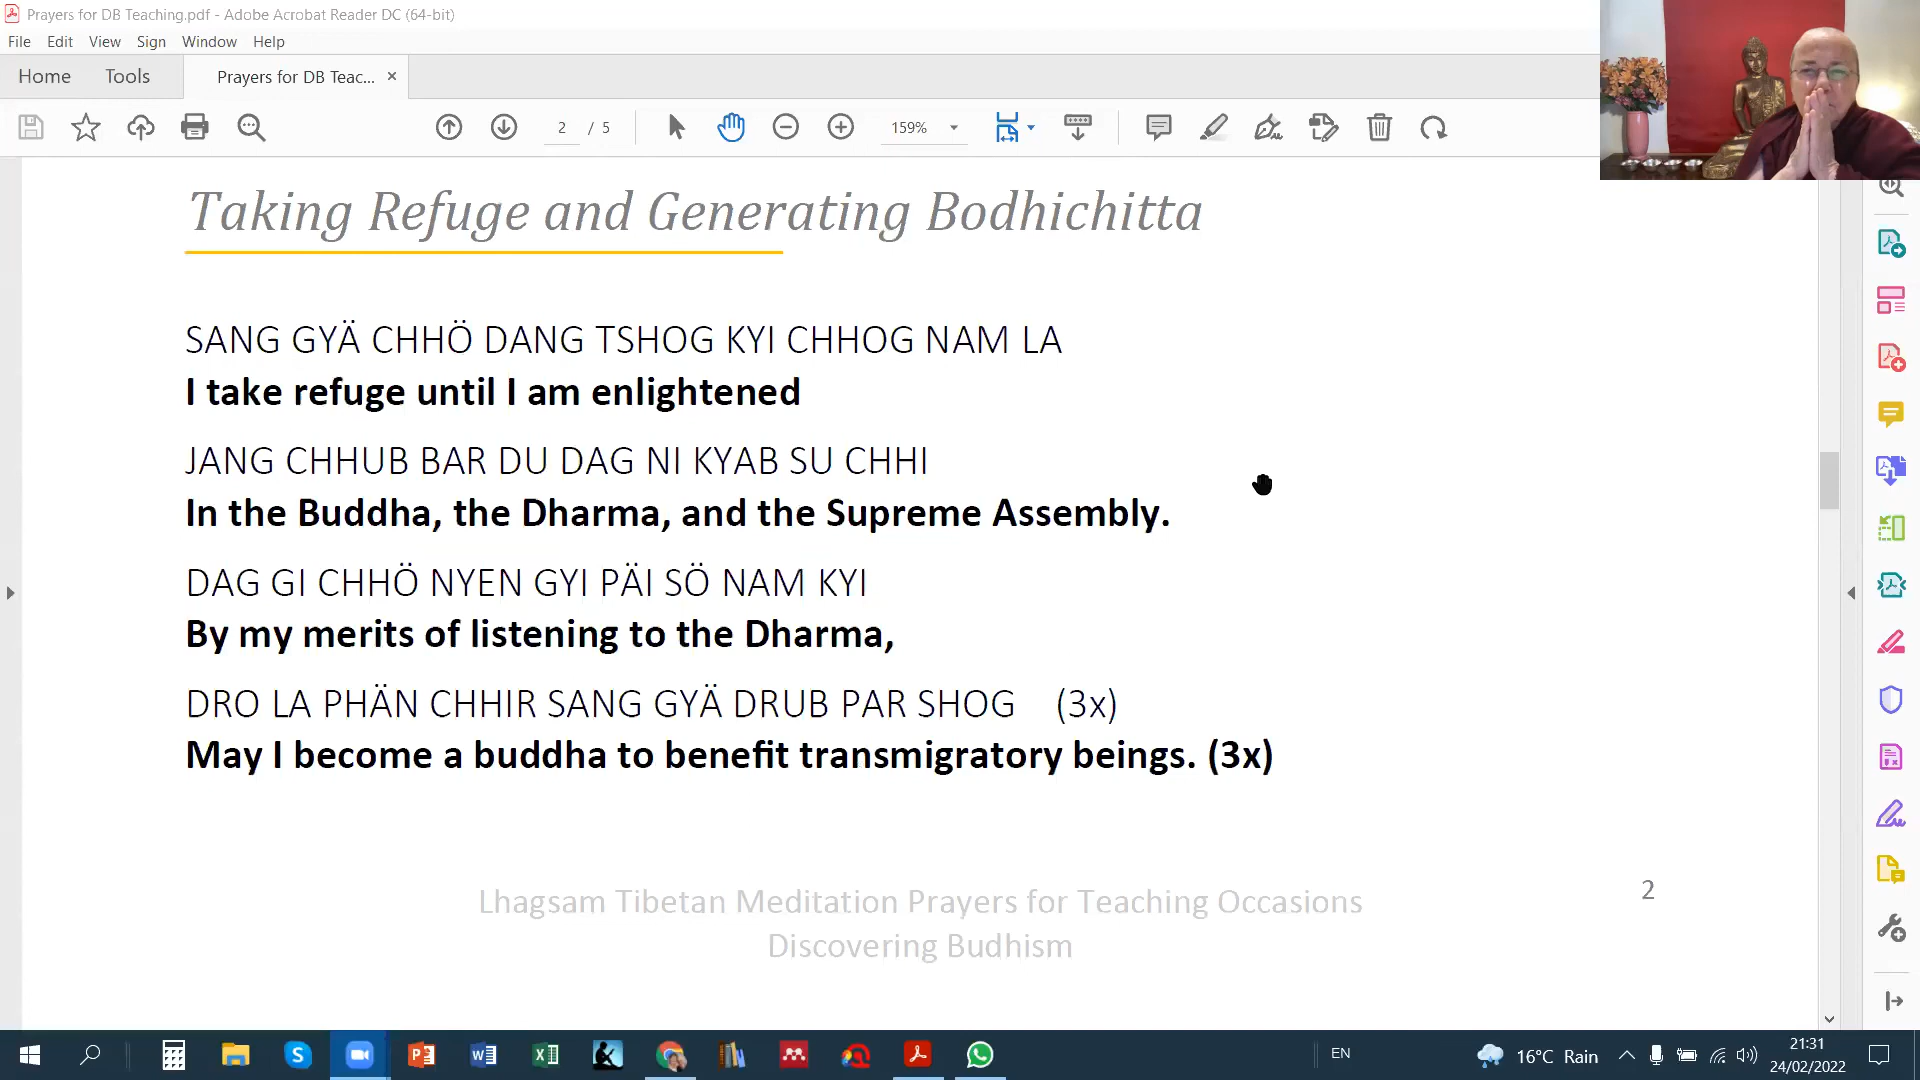 Prayers for DB Teaching.pdf - Adobe Acrobat Reader DC (64-bit)
File Edit View Sign Window Help
Home Tools Prayers for DB Teac... ×
2 / 5 159%
Taking Refuge and Generating Bodhichitta
SANG GYÄ CHHÖ DANG TSHOG KYI CHHOG NAM LA
I take refuge until I am enlightened
JANG CHHUB BAR DU DAG NI KYAB SU CHHI
In the Buddha, the Dharma, and the Supreme Assembly.
DAG GI CHHÖ NYEN GYI PÄI SÖ NAM KYI
By my merits of listening to the Dharma,
DRO LA PHÄN CHHIR SANG GYÄ DRUB PAR SHOG (3x)
May I become a buddha to benefit transmigratory beings. (3x)
Lhagsam Tibetan Meditation Prayers for Teaching Occasions
Discovering Budhism
2
EN 16°C Rain 21:31
24/02/2022